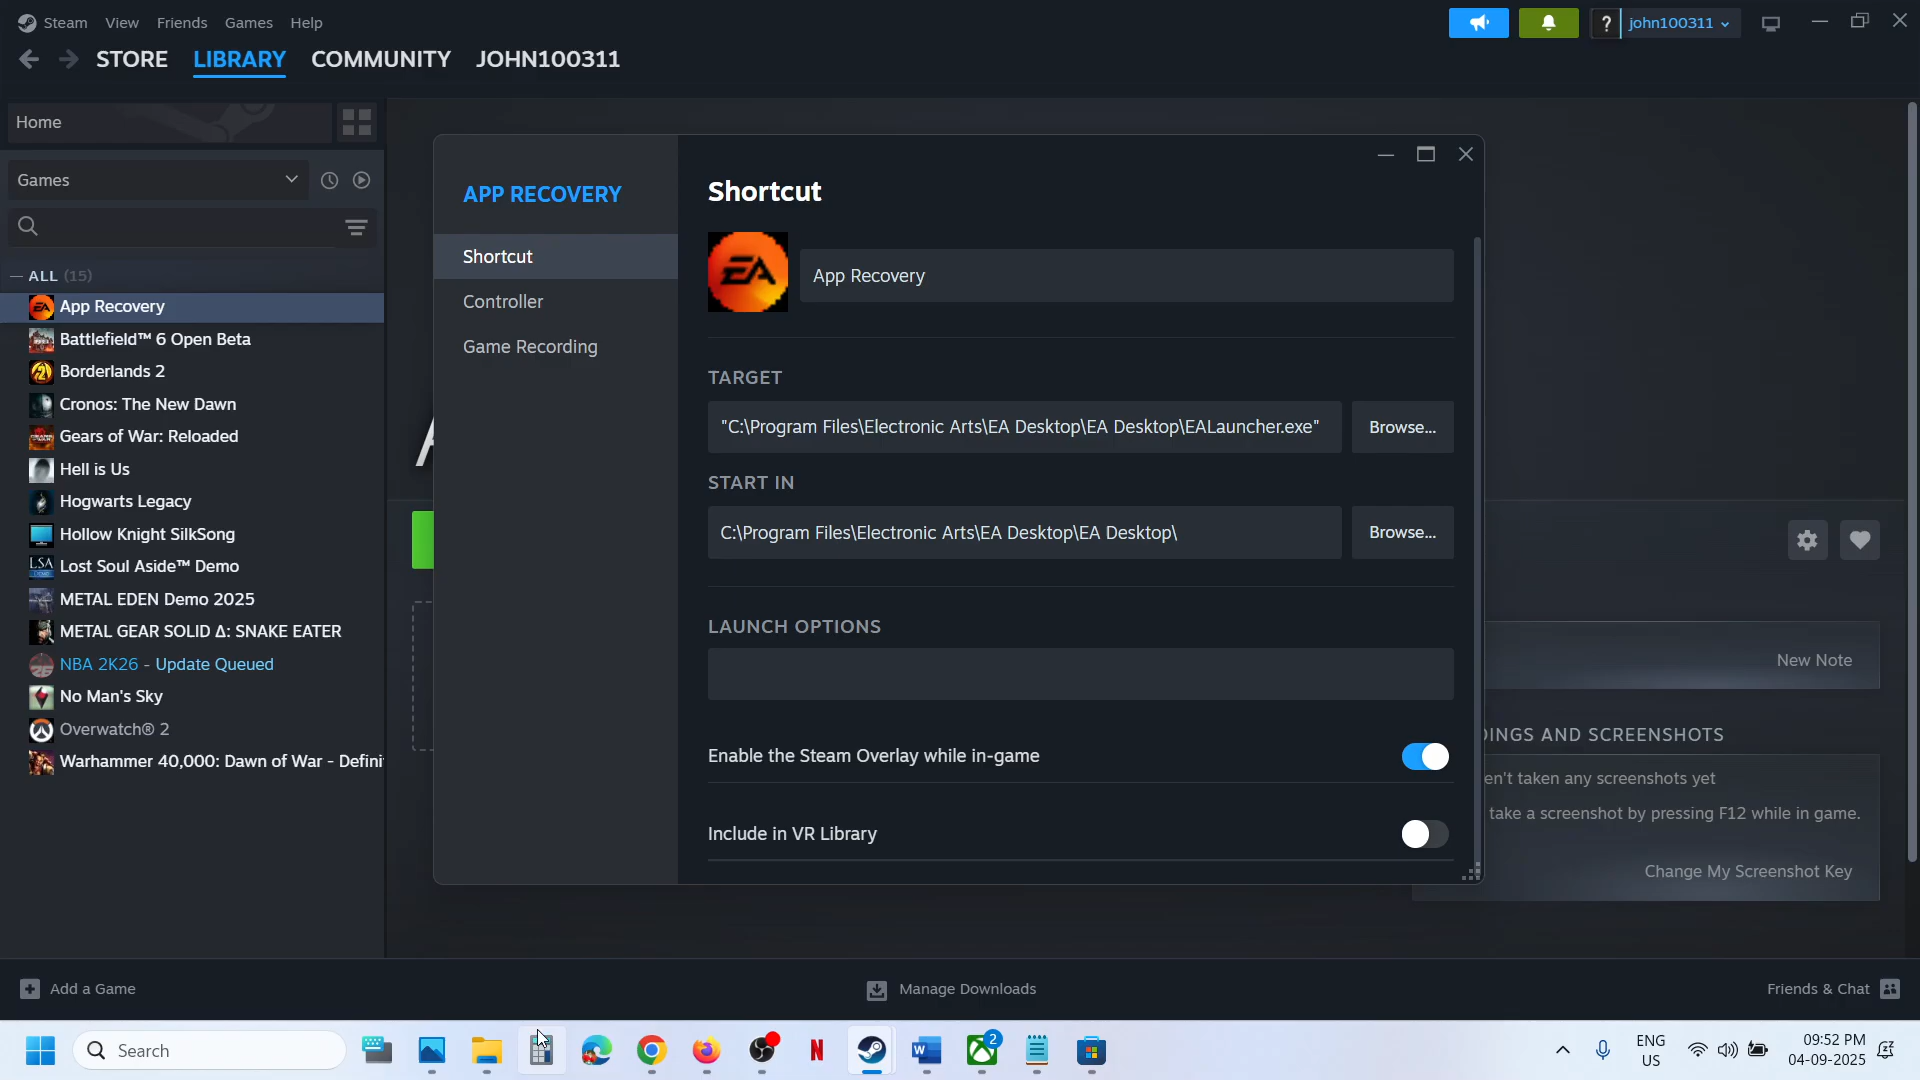 Steam View Friends Games Help
? john100311
STORE LIBRARY COMMUNITY JOHN100311
Home
Games
— ALL (15)
App Recovery
Battlefield™ 6 Open Beta
Borderlands 2
Cronos: The New Dawn
Gears of War: Reloaded
Hell is Us
Hogwarts Legacy
Hollow Knight SilkSong
Lost Soul Aside™ Demo
METAL EDEN Demo 2025
METAL GEAR SOLID Δ: SNAKE EATER
NBA 2K26 - Update Queued
No Man's Sky
Overwatch® 2
Warhammer 40,000: Dawn of War - Defini
APP RECOVERY
Shortcut
Controller
Game Recording
Shortcut
EA
App Recovery
TARGET
"C:\Program Files\Electronic Arts\EA Desktop\EA Desktop\EALauncher.exe"
Browse...
START IN
C:\Program Files\Electronic Arts\EA Desktop\EA Desktop\
Browse...
LAUNCH OPTIONS
Enable the Steam Overlay while in-game
Include in VR Library
New Note
DINGS AND SCREENSHOTS
en't taken any screenshots yet
take a screenshot by pressing F12 while in game.
Change My Screenshot Key
Add a Game
Manage Downloads
Friends & Chat
Search
2
ENG
US
09:52 PM
04-09-2025